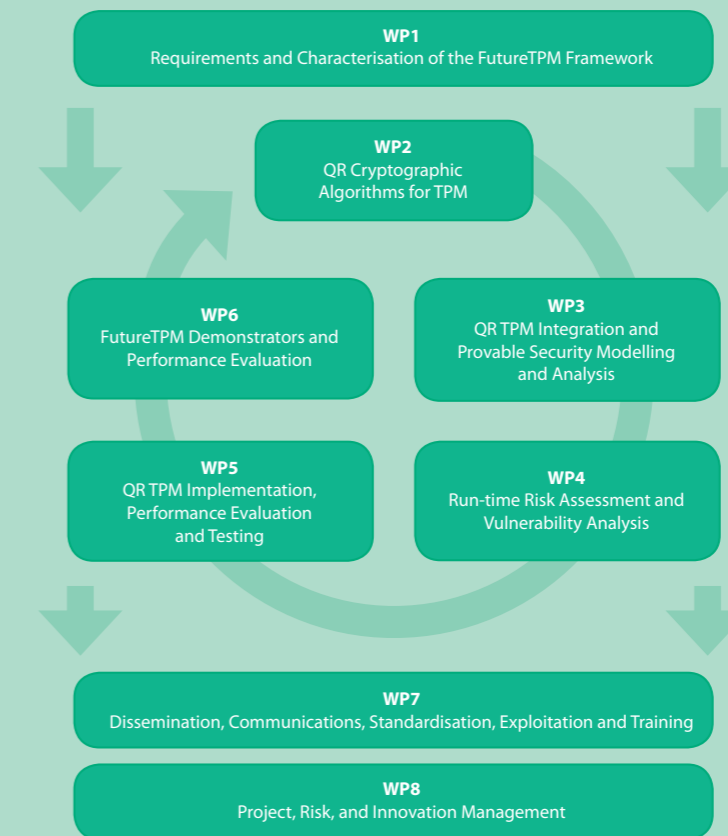 WP1
Requirements and Characterisation of the FutureTPM Framework
WP2
QR Cryptographic
Algorithms for TPM
WP6
FutureTPM Demonstrators and
Performance Evaluation
WP3
QR TPM Integration and
Provable Security Modelling
and Analysis
WP5
QR TPM Implementation,
Performance Evaluation
and Testing
WP4
Run-time Risk Assessment and
Vulnerability Analysis
WP7
Dissemination, Communications, Standardisation, Exploitation and Training
WP8
Project, Risk, and Innovation Management